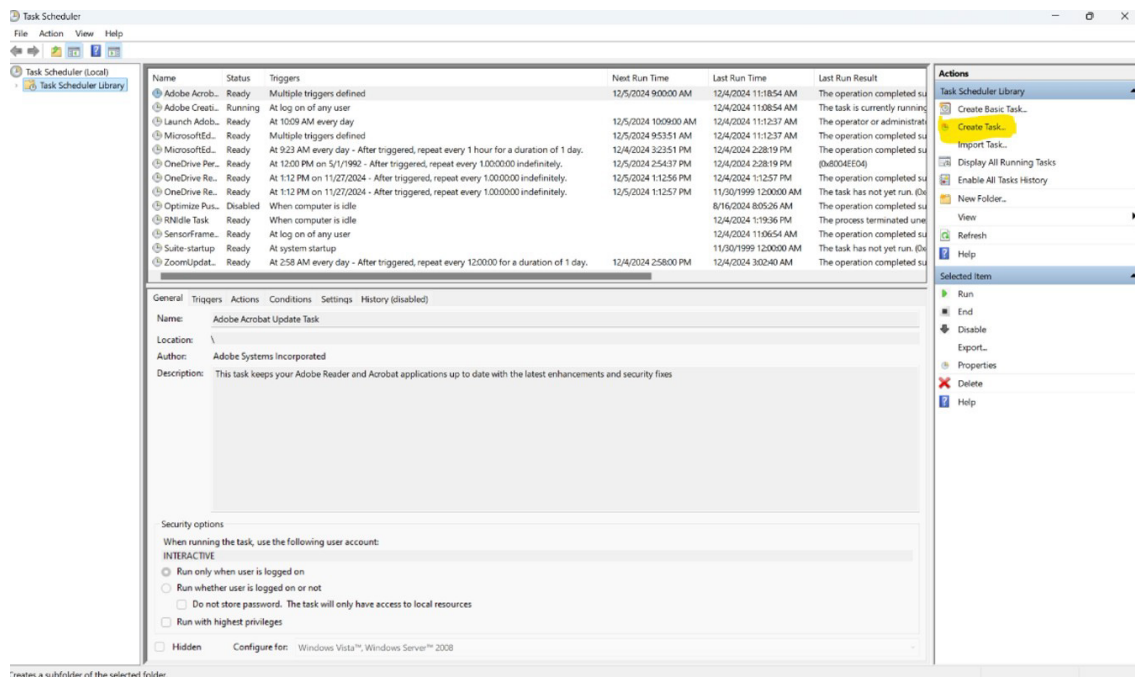 Task Scheduler
File Action View Help
Task Scheduler (Local)
Task Scheduler Library
Name Status Triggers Next Run Time Last Run Time Last Run Result
Adobe Acrob... Ready Multiple triggers defined 12/5/2024 9:00:00 AM 12/4/2024 11:18:54 AM The operation completed su
Adobe Creati... Running At log on of any user 12/4/2024 11:08:54 AM The task is currently running
Launch Adob... Ready At 10:09 AM every day 12/5/2024 10:09:00 AM 12/4/2024 11:12:37 AM The operator or administrat
MicrosoftEd... Ready Multiple triggers defined 12/5/2024 9:53:51 AM 12/4/2024 11:12:37 AM The operation completed su
MicrosoftEd... Ready At 9:23 AM every day - After triggered, repeat every 1 hour for a duration of 1 day. 12/4/2024 3:23:51 PM 12/4/2024 2:28:19 PM The operation completed su
OneDrive Per... Ready At 12:00 PM on 5/1/1992 - After triggered, repeat every 1.00:00:00 indefinitely. 12/5/2024 2:54:37 PM 12/4/2024 2:28:19 PM (0x8004EE04)
OneDrive Re... Ready At 1:12 PM on 11/27/2024 - After triggered, repeat every 1.00:00:00 indefinitely. 12/5/2024 1:12:56 PM 12/4/2024 1:12:57 PM The operation completed su
OneDrive Re... Ready At 1:12 PM on 11/27/2024 - After triggered, repeat every 1.00:00:00 indefinitely. 12/5/2024 1:12:57 PM 11/30/1999 12:00:00 AM The task has not yet run. (0x
Optimize Pus... Disabled When computer is idle 8/16/2024 8:05:26 AM The operation completed su
RNIdle Task Ready When computer is idle 12/4/2024 1:19:36 PM The process terminated une
SensorFrame... Ready At log on of any user 12/4/2024 11:06:54 AM The operation completed su
Suite-startup Ready At system startup 11/30/1999 12:00:00 AM The task has not yet run. (0x
ZoomUpdat... Ready At 2:58 AM every day - After triggered, repeat every 12:00:00 for a duration of 1 day. 12/4/2024 2:58:00 PM 12/4/2024 3:02:40 AM The operation completed su
General Triggers Actions Conditions Settings History (disabled)
Name: Adobe Acrobat Update Task
Location: \
Author: Adobe Systems Incorporated
Description: This task keeps your Adobe Reader and Acrobat applications up to date with the latest enhancements and security fixes
Security options
When running the task, use the following user account:
INTERACTIVE
Run only when user is logged on
Run whether user is logged on or not
Do not store password. The task will only have access to local resources
Run with highest privileges
Hidden Configure for: Windows Vista™, Windows Server™ 2008
Actions
Task Scheduler Library
Create Basic Task...
Create Task...
Import Task...
Display All Running Tasks
Enable All Tasks History
New Folder...
View
Refresh
Help
Selected Item
Run
End
Disable
Export...
Properties
Delete
Help
Creates a subfolder of the selected folder